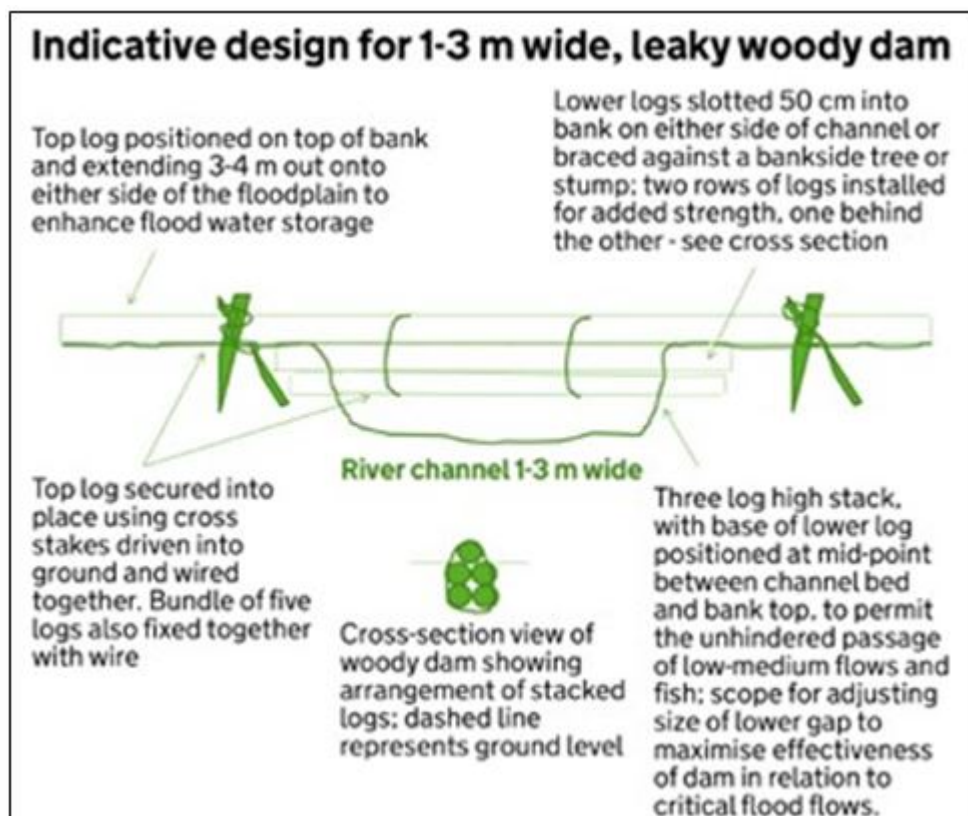 Indicative design for 1-3 m wide, leaky woody dam
Top log positioned on top of bank
and extending 3-4 m out onto
either side of the floodplain to
enhance flood water storage
Lower logs slotted 50 cm into
bank on either side of channel or
braced against a bankside tree or
stump; two rows of logs installed
for added strength, one behind
the other - see cross section
River channel 1-3 m wide
Top log secured into
place using cross
stakes driven into
ground and wired
together. Bundle of five
logs also fixed together
with wire
Cross-section view of
woody dam showing
arrangement of stacked
logs; dashed line
represents ground level
Three log high stack,
with base of lower log
positioned at mid-point
between channel bed
and bank top, to permit
the unhindered passage
of low-medium flows and
fish; scope for adjusting
size of lower gap to
maximise effectiveness
of dam in relation to
critical flood flows.